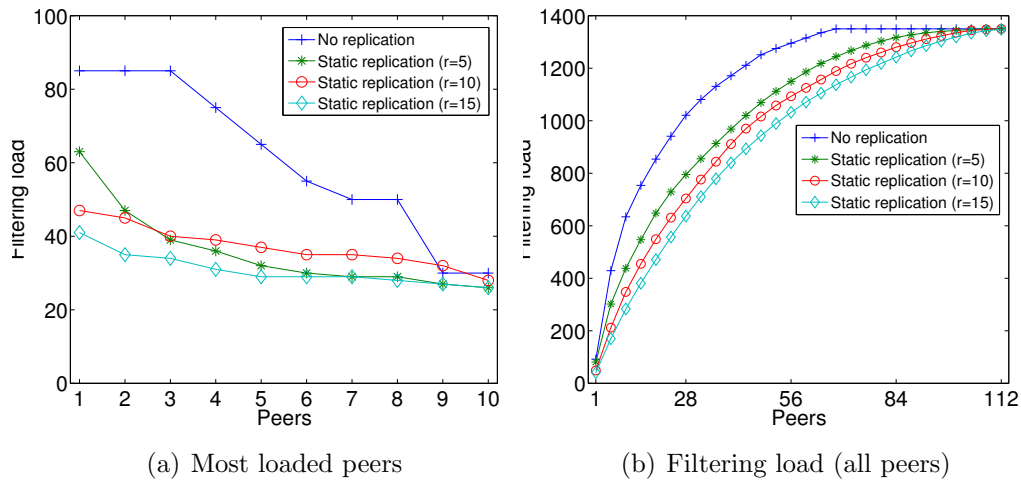 100
80
60
40
20
0
Filtering load
No replication
Static replication (r=5)
Static replication (r=10)
Static replication (r=15)
1 2 3 4 5 6 7 8 9 10
Peers
(a) Most loaded peers
1400
1200
1000
800
600
400
200
0
Filtering load
No replication
Static replication (r=5)
Static replication (r=10)
Static replication (r=15)
1 28 56 84 112
Peers
(b) Filtering load (all peers)